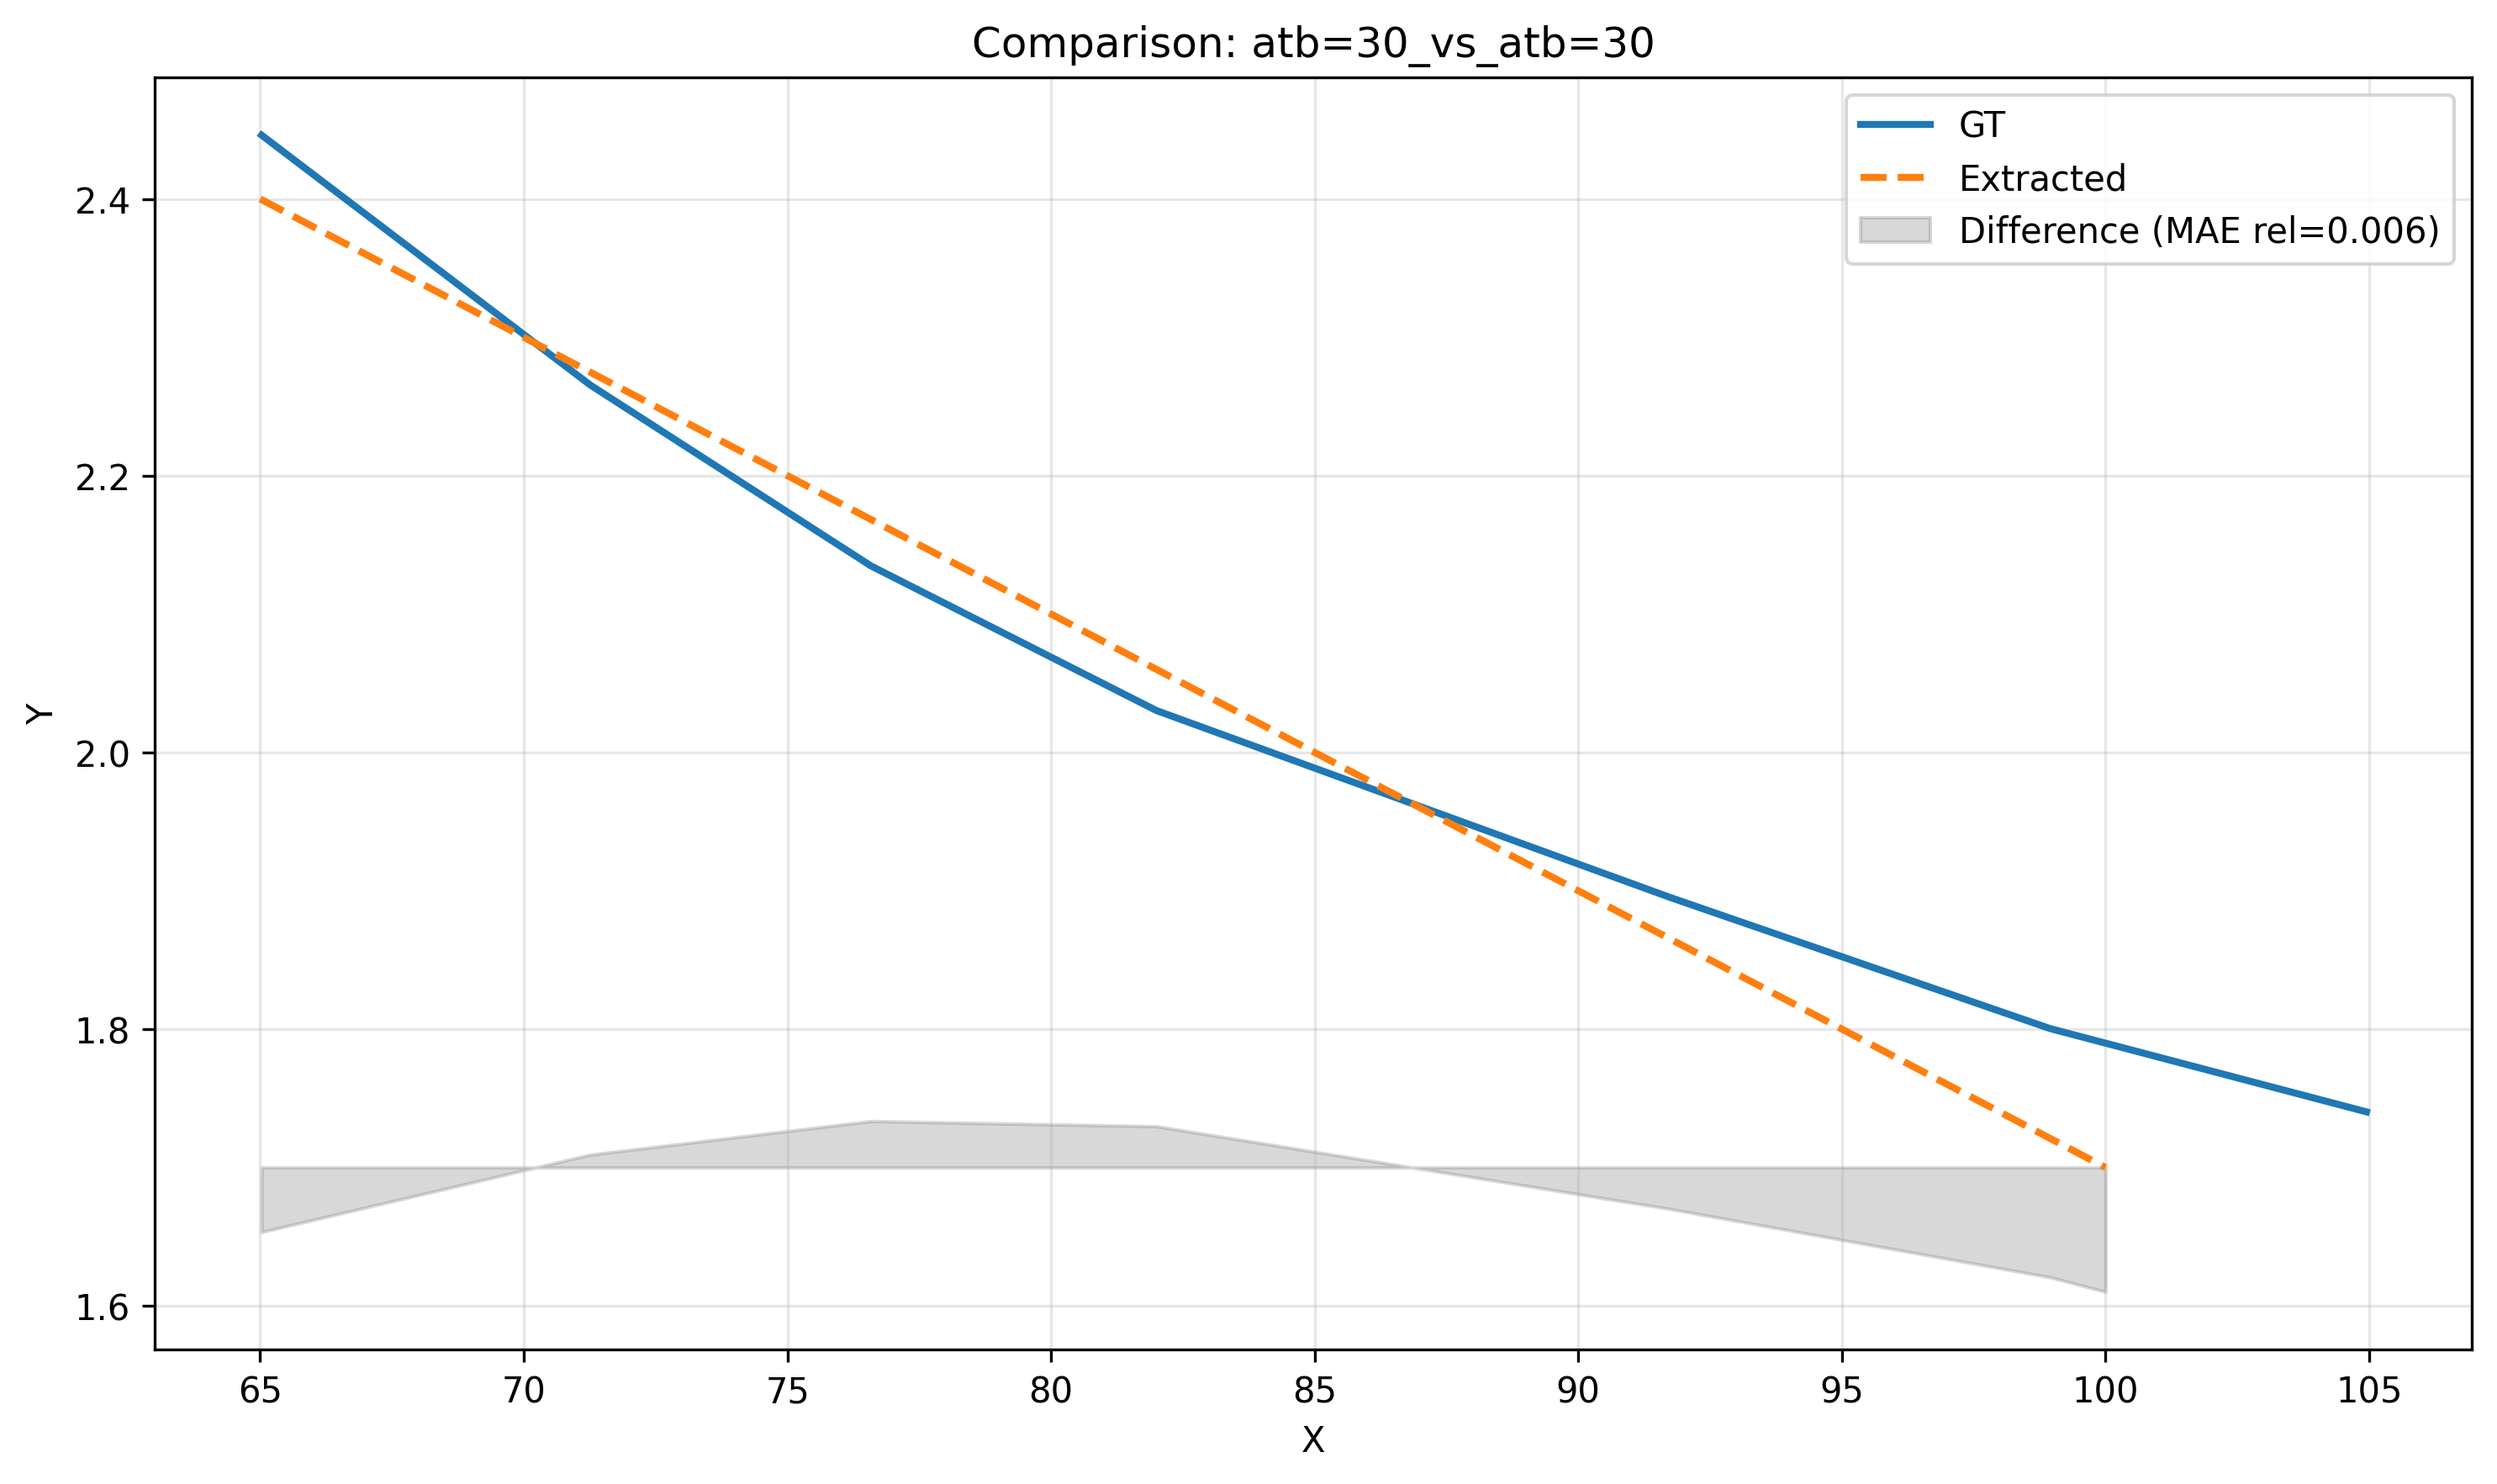 Comparison: atb=30_vs_atb=30
GT
Extracted
Difference (MAE rel=0.006)
Y
2.4
2.2
2.0
1.8
1.6
65 70 75 80 85 90 95 100 105
X